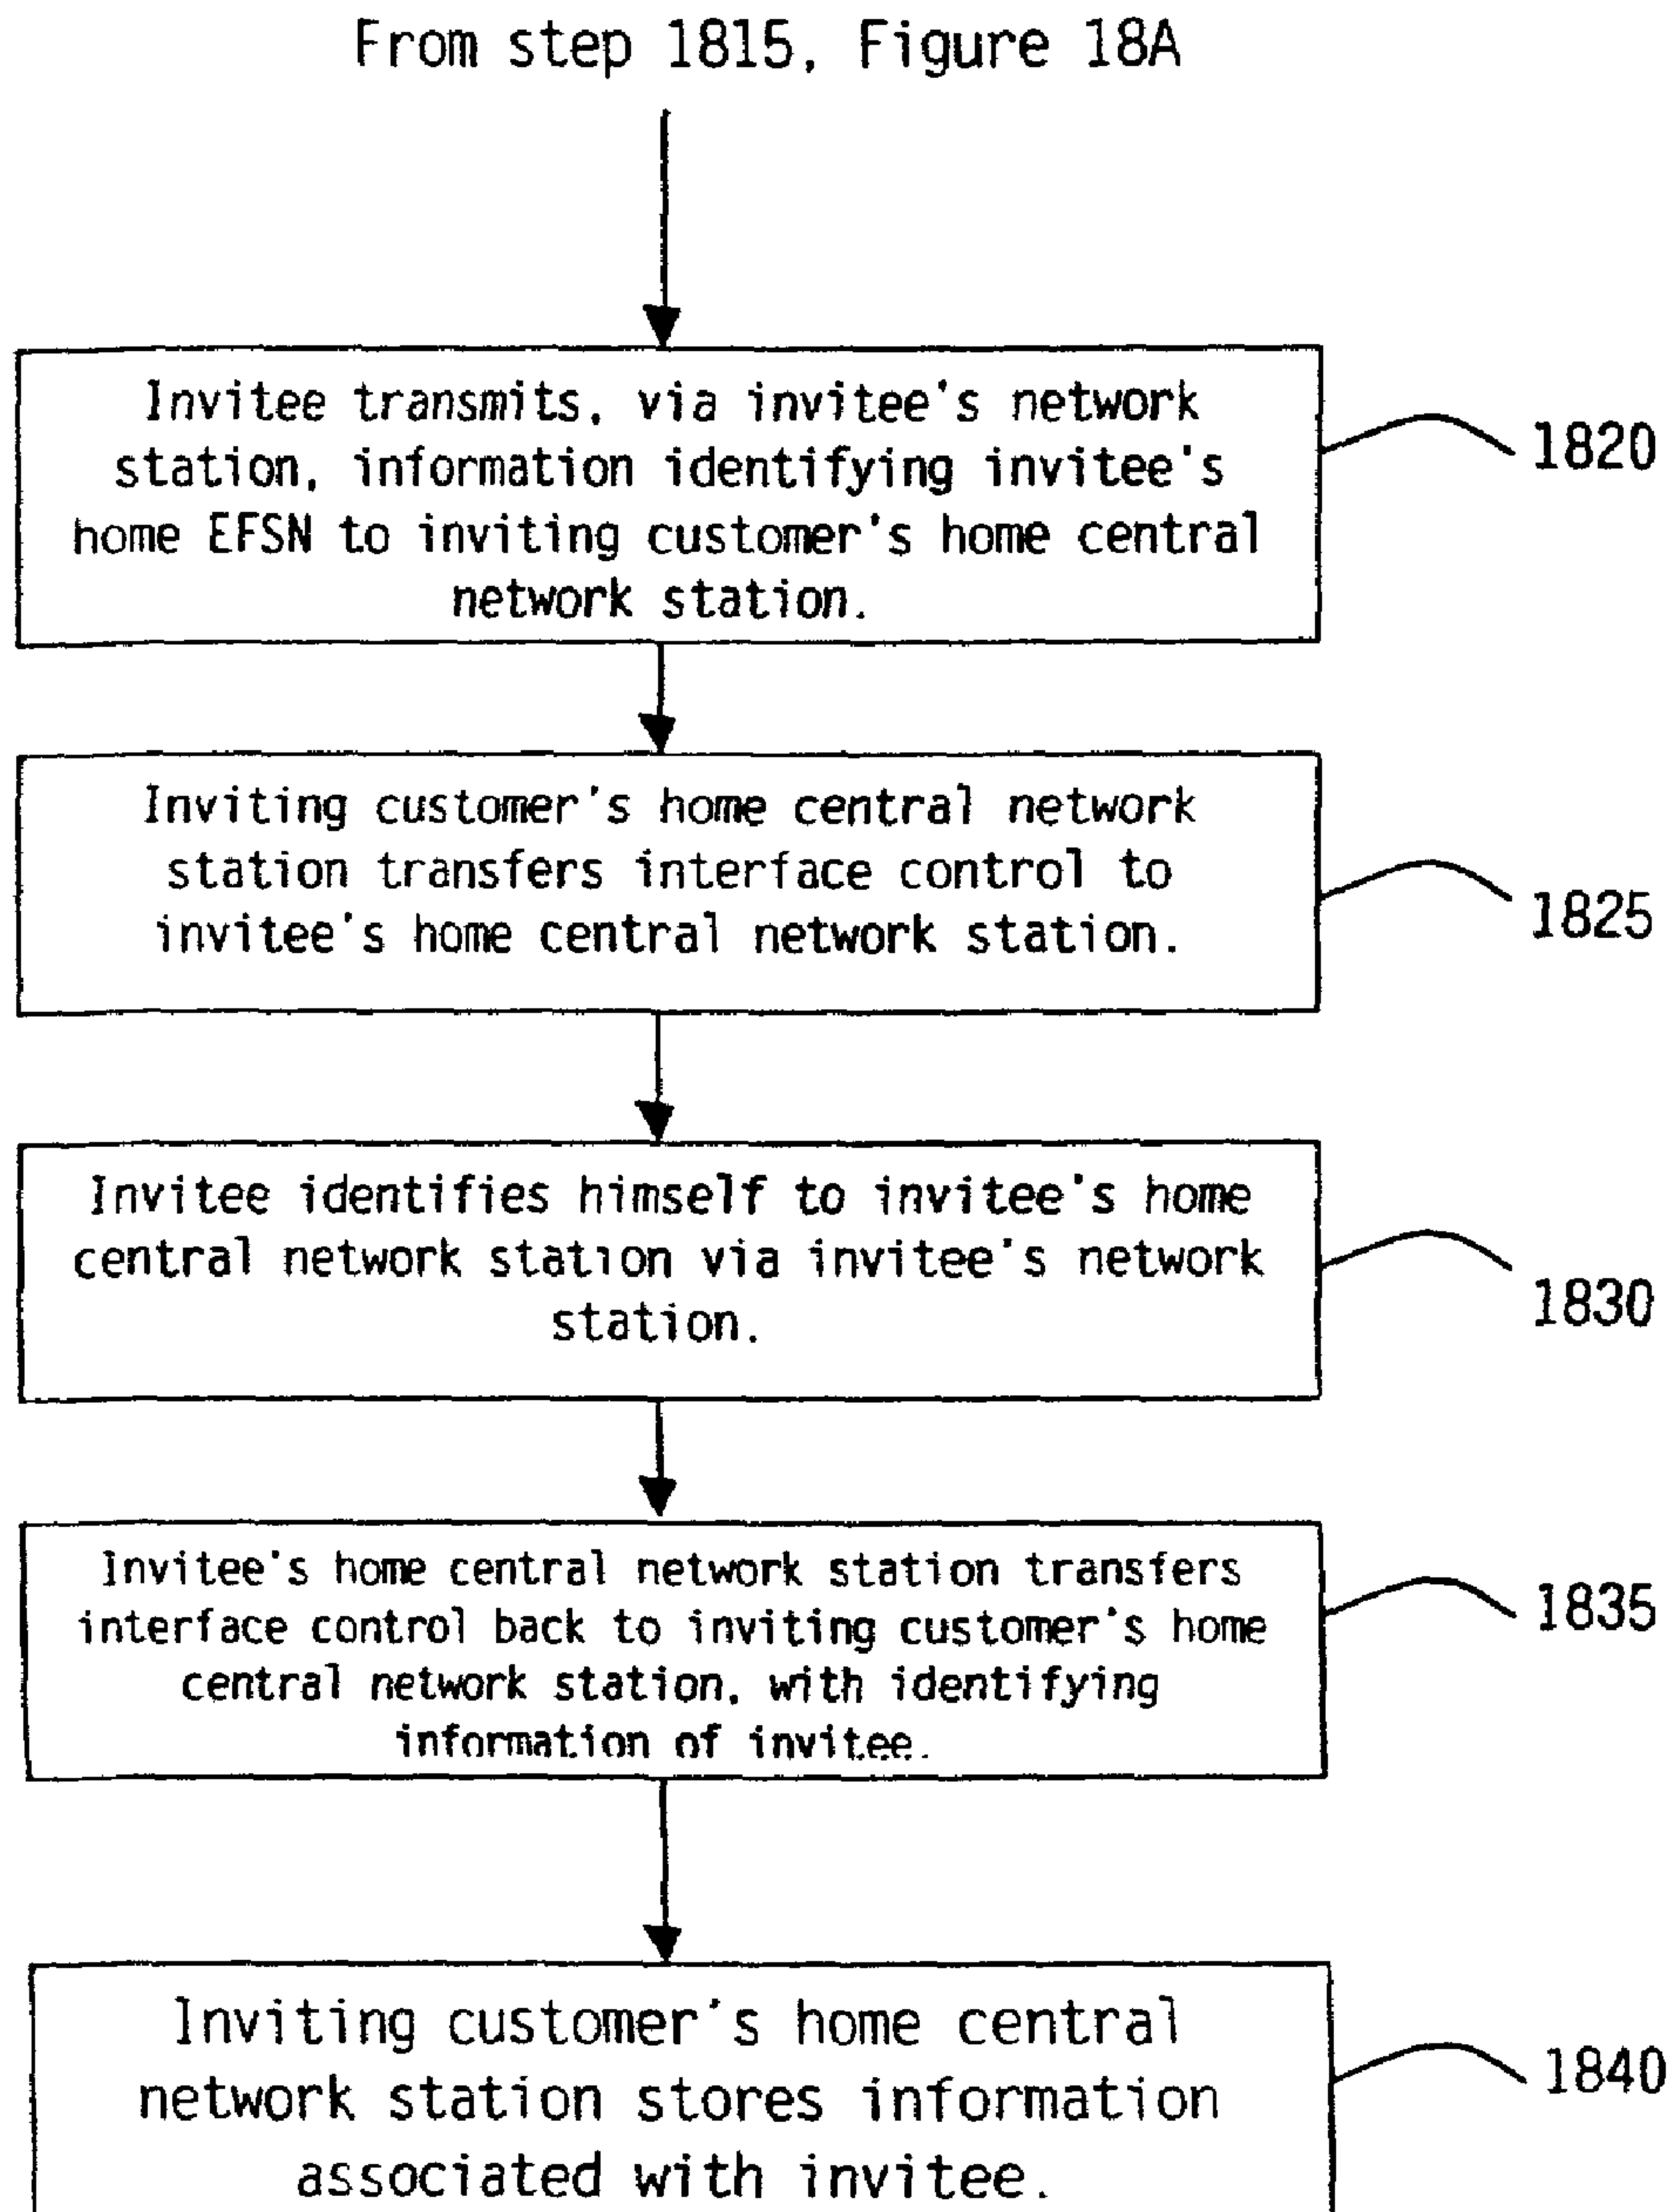 From step 1815, Figure 18A
Invitee transmits, via invitee's network
station, information identifying invitee's
home EFSN to inviting customer's home central
network station.
1820
Inviting customer's home central network
station transfers interface control to
invitee's home central network station.
1825
Invitee identifies himself to invitee's home
central network station via invitee's network
station.
1830
Invitee's home central network station transfers
interface control back to inviting customer's home
central network station, with identifying
information of invitee.
1835
Inviting customer's home central
network station stores information
associated with invitee.
1840